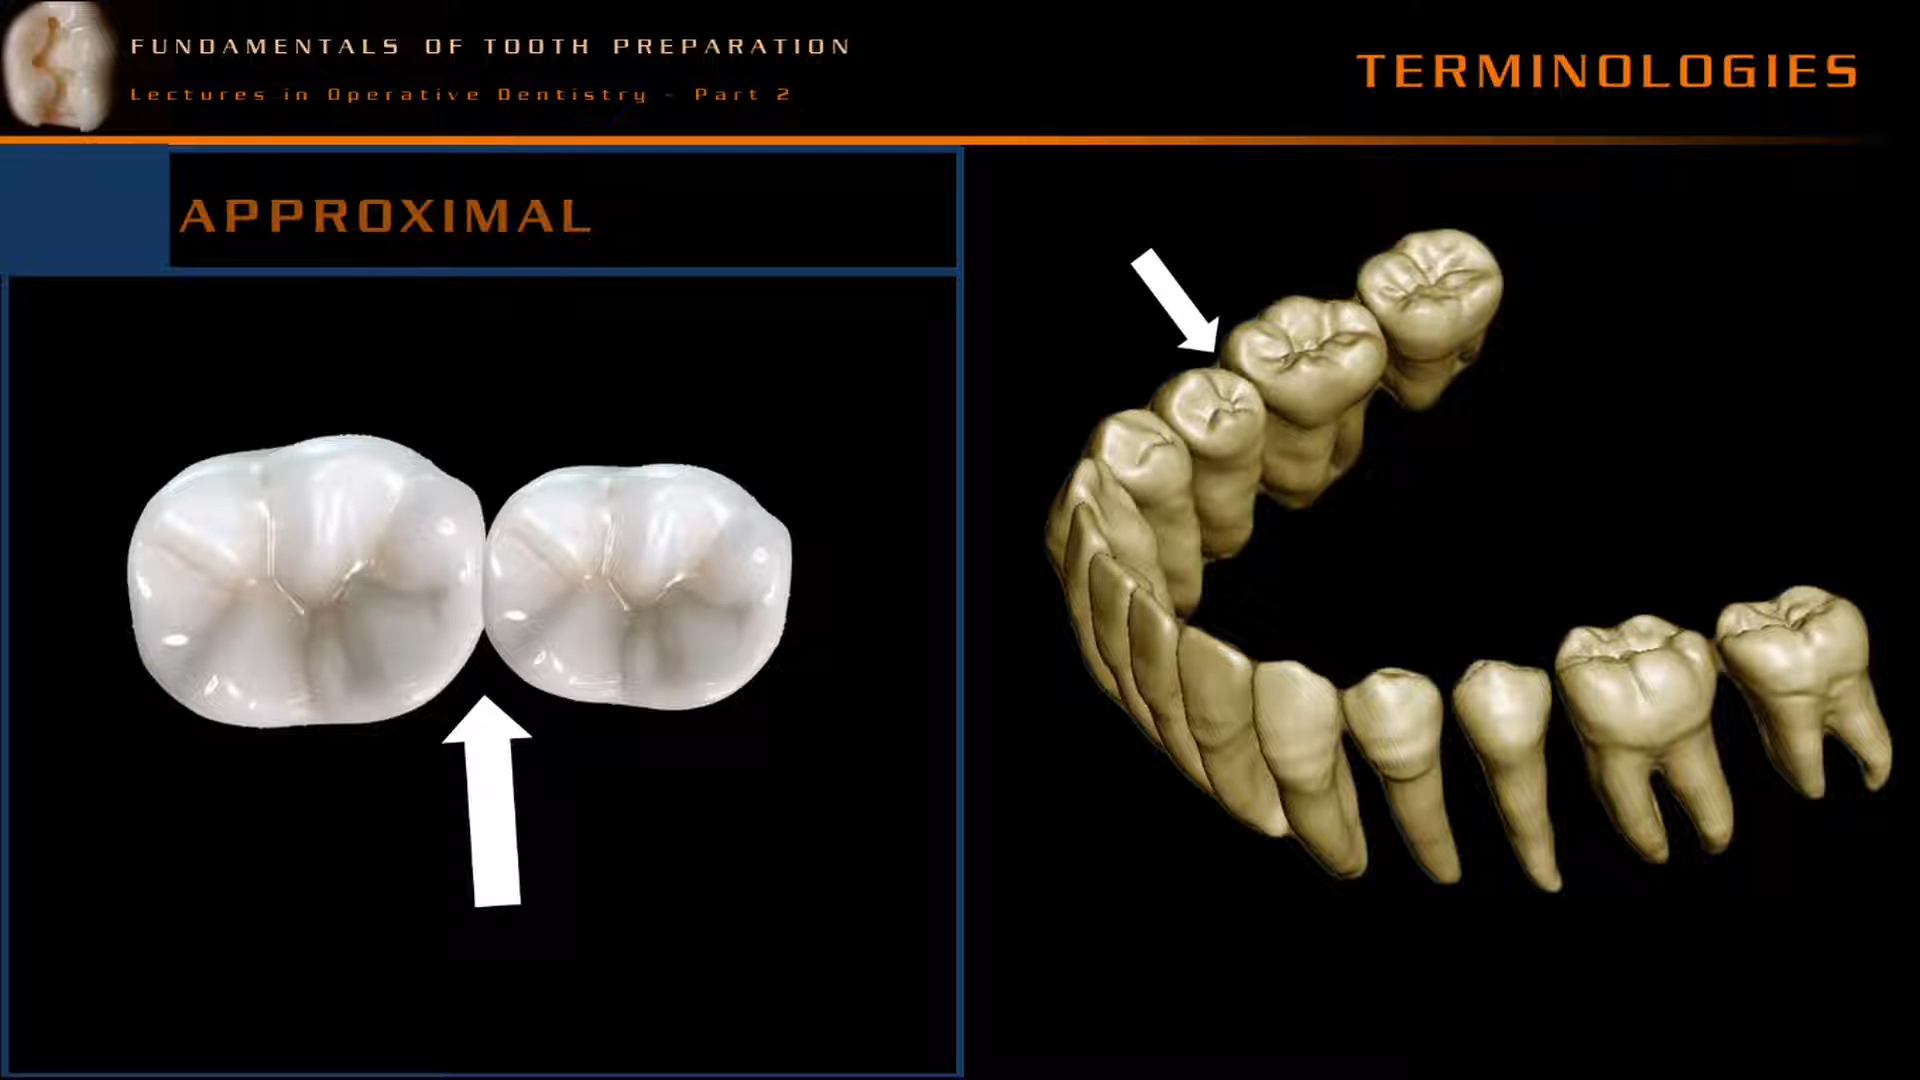 FUNDAMENTALS OF TOOTH PREPARATION
Lectures in Operative Dentistry - Part 2
TERMINOLOGIES
APPROXIMAL